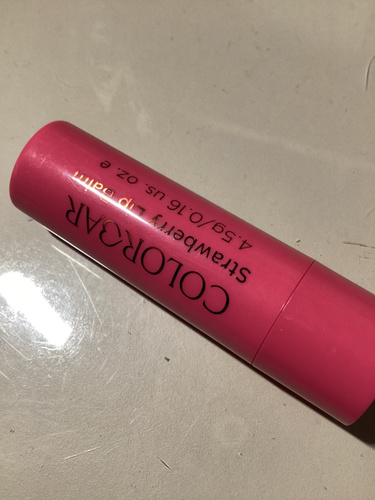 COLORBAR
Strawberry Lip Balm
4.5g/0.16 us. oz e